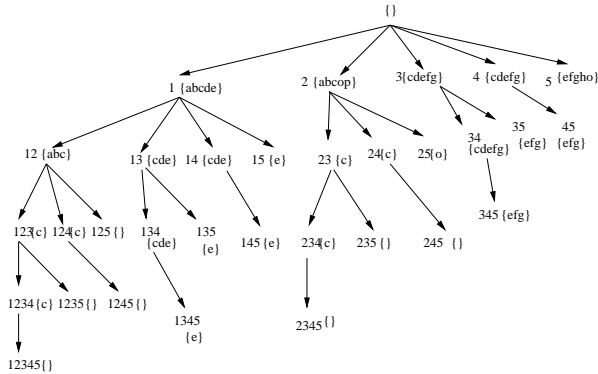 {}
1 {abcde}
2 {abcop}
3{cdefg}
4 {cdefg}
5 {efgho}
12 {abc}
13 {cde}
14 {cde}
15 {e}
23 {c}
24{c}
25{o}
34
{cdefg}
35
{efg}
45
{efg}
123{c}
124{c}
125{}
134
{cde}
135
{e}
145{e}
234{c}
235{}
245 {}
345{efg}
1234{c}
1235{}
1245{}
1345
{e}
2345{}
12345{}